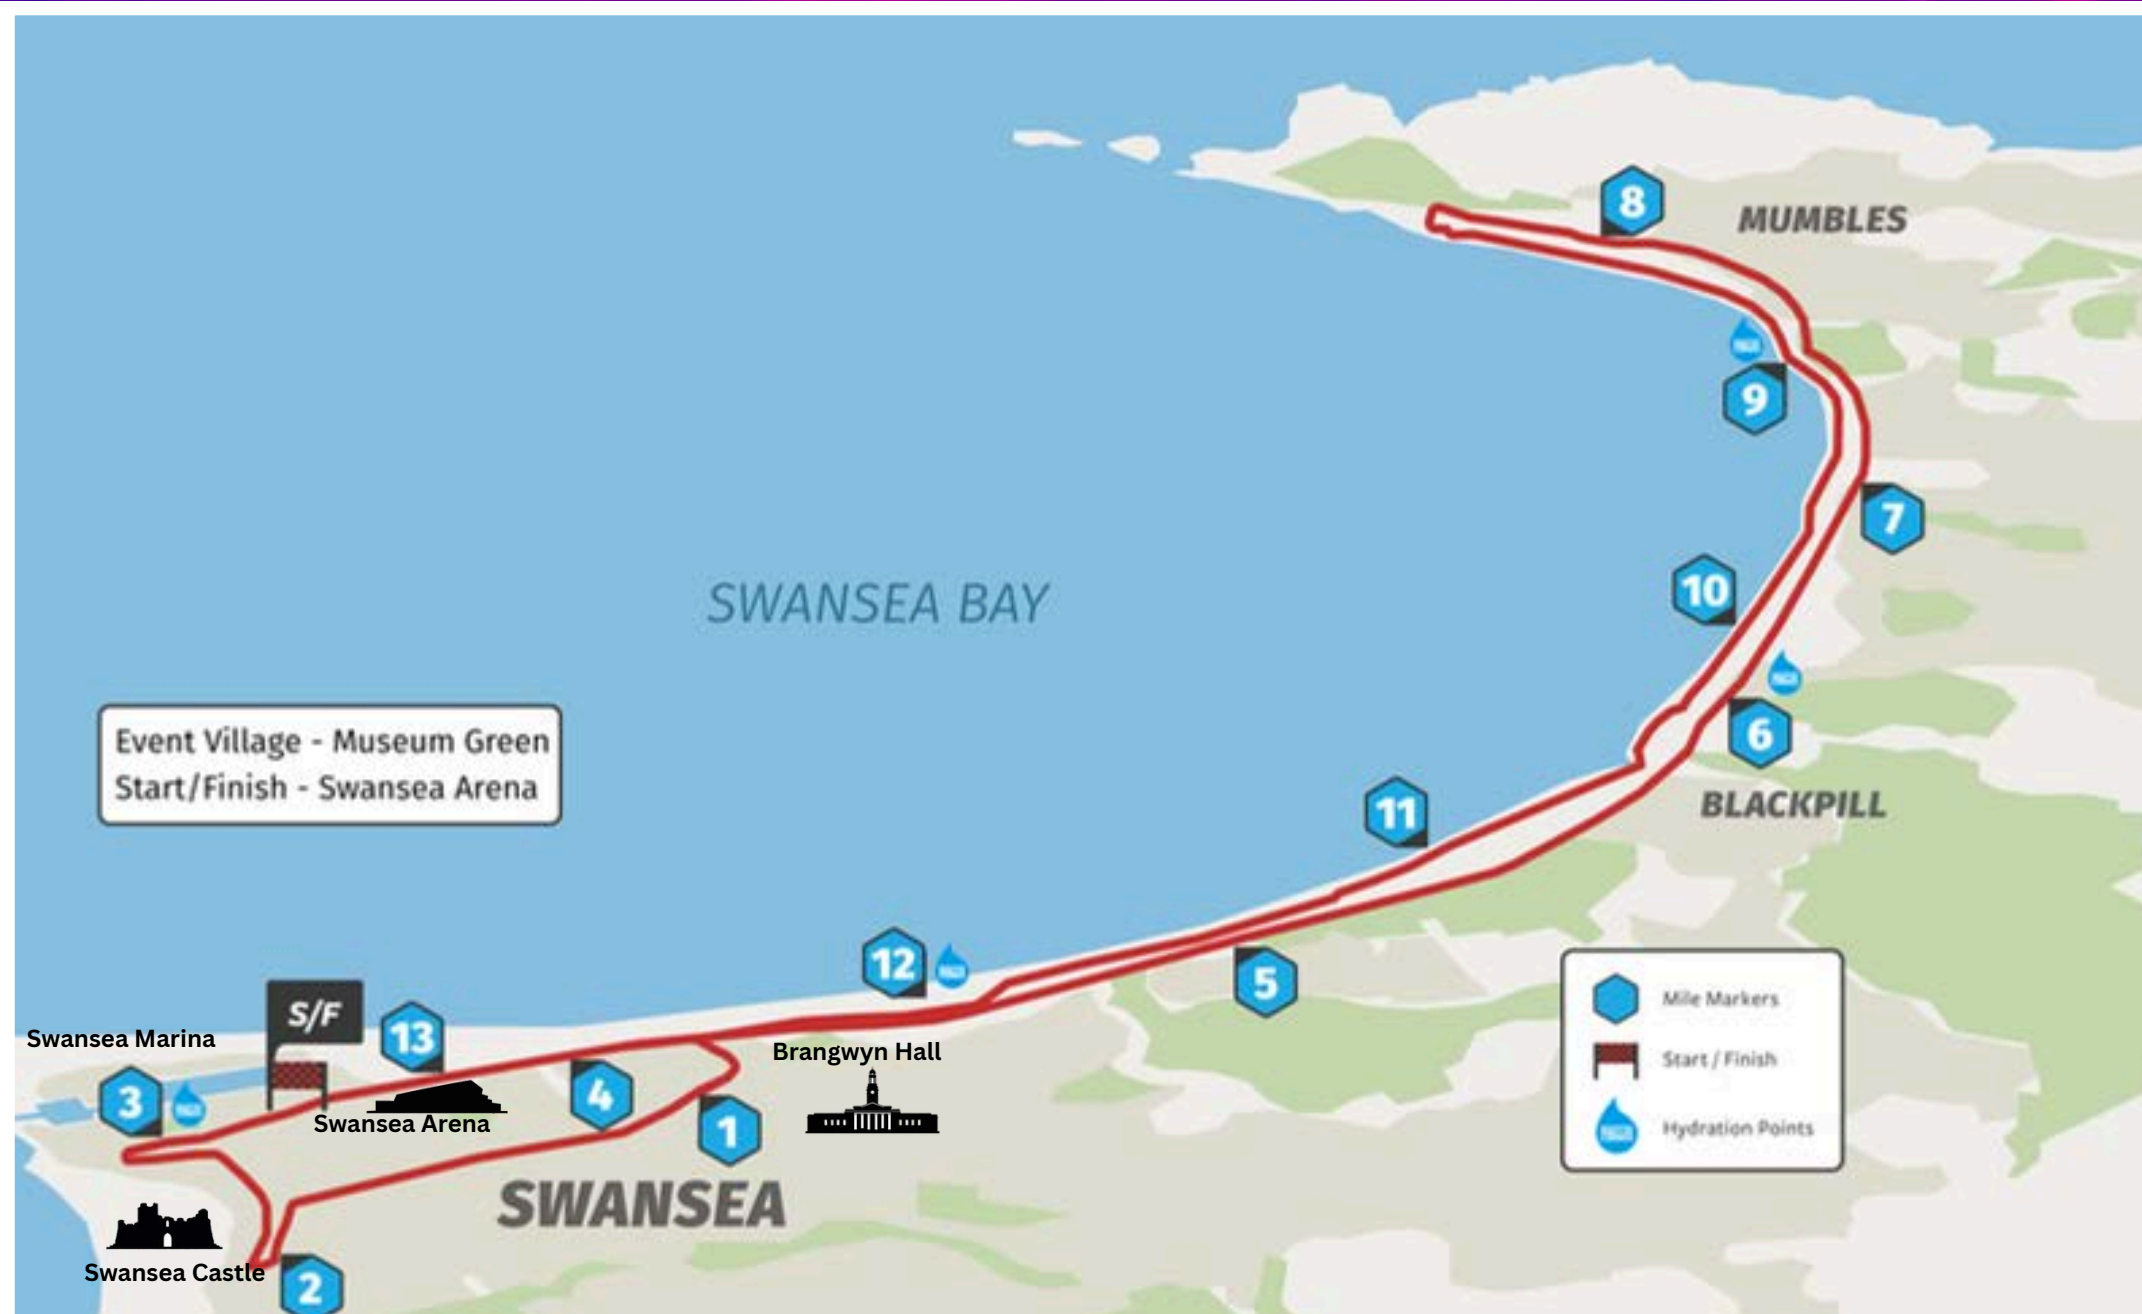 8
MUMBLES
9
7
SWANSEA BAY
10
6
Event Village - Museum Green
Start/Finish - Swansea Arena
BLACKPILL
11
12
5
S/F
13
Swansea Marina
Brangwyn Hall
3
4
Swansea Arena
1
SWANSEA
Swansea Castle
2
Mile Markers
Start / Finish
Hydration Points